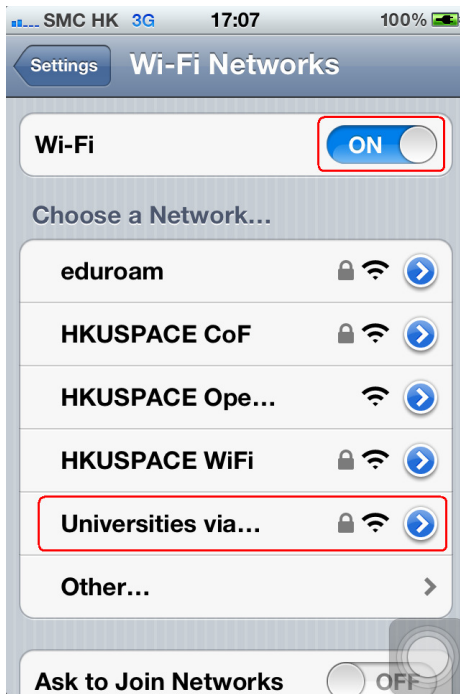 SMC HK 3G 17:07 100%
Settings Wi-Fi Networks
Wi-Fi ON
Choose a Network...
eduroam
HKUSPACE CoF
HKUSPACE Ope...
HKUSPACE WiFi
Universities via...
Other...
Ask to Join Networks OFF